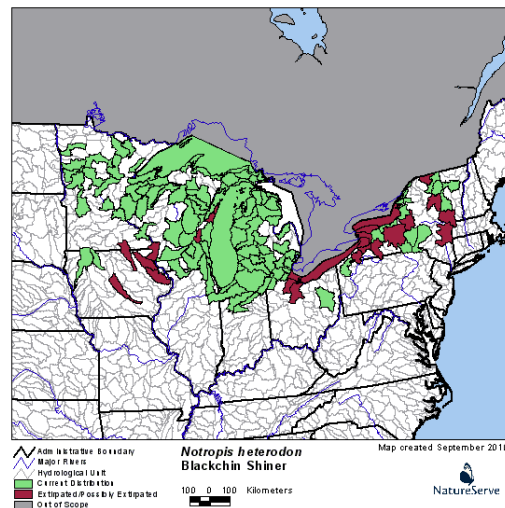 Administrative Boundary
Major Rivers
Hydrological Unit
Current Distribution
Extirpated/Possibly Extirpated
Out of Scope
Notropis heterodon
Blackchin Shiner
100 0 100 Kilometers
Map created September
NatureServe